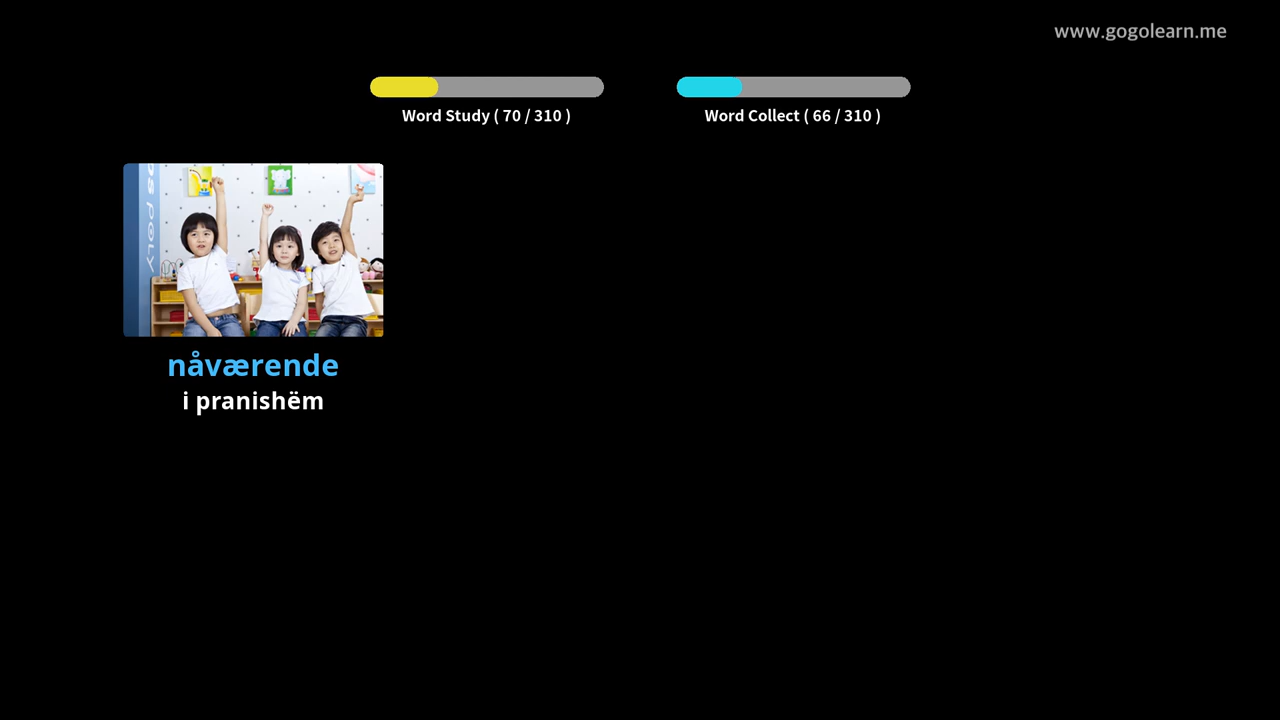 www.gogolearn.me
Word Study ( 70 / 310 )
Word Collect ( 66 / 310 )
nåværende
i pranishëm